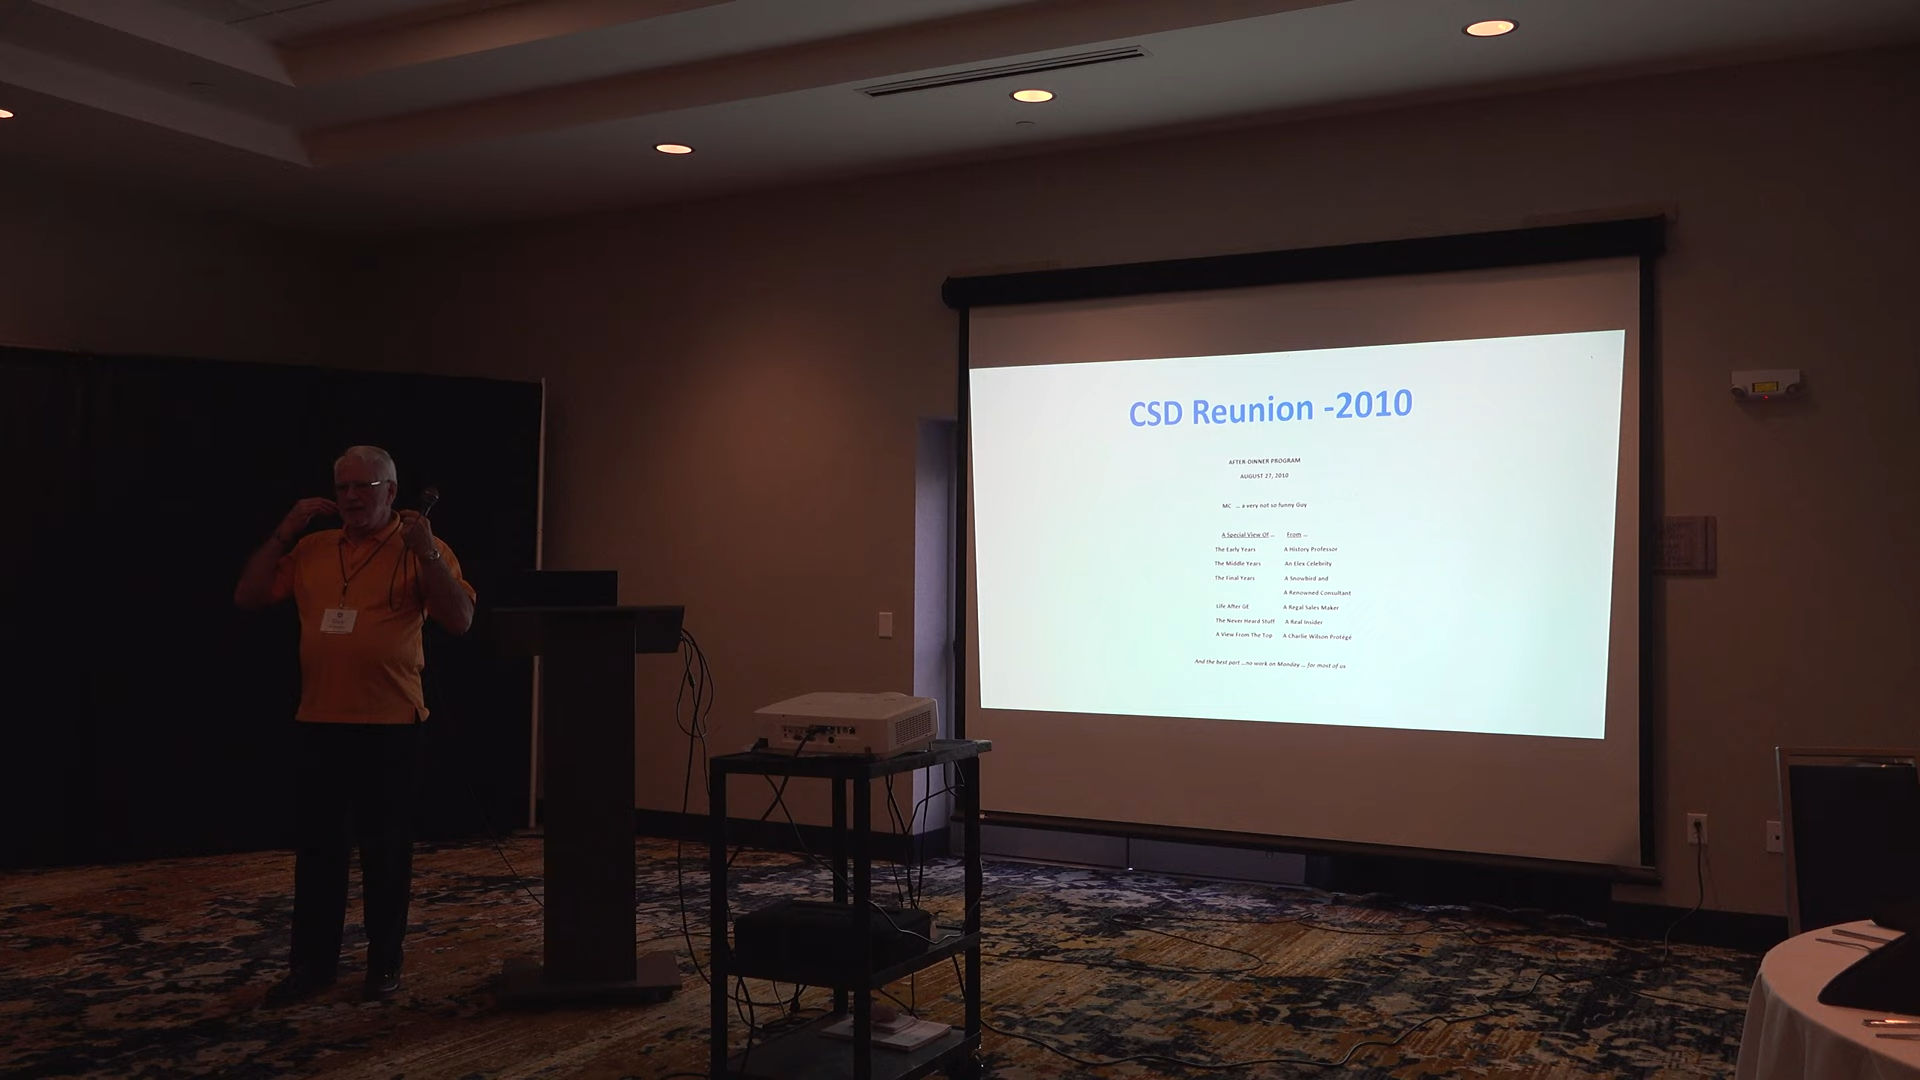 CSD Reunion -2010
AFTER-DINNER PROGRAM
AUGUST 27, 2010
MC ... a very not so funny Guy
A Special View Of ... From ...
The Early Years A History Professor
The Middle Years An Elex Celebrity
The Final Years A Snowbird and
A Renowned Consultant
Life After GE A Regal Sales Maker
The Never Heard Stuff A Real Insider
A View From The Top A Charlie Wilson Protégé
And the best part ...no work on Monday ... for most of us